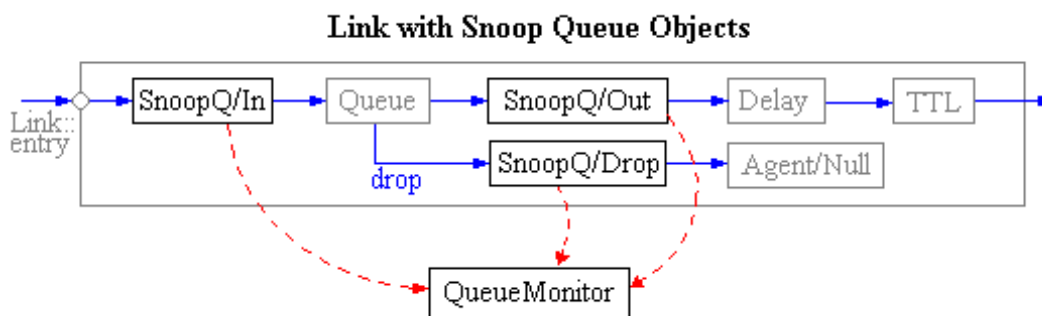 Link with Snoop Queue Objects
SnoopQ/In
Queue
SnoopQ/Out
Delay
TTL
Link::
entry
drop
SnoopQ/Drop
Agent/Null
QueueMonitor